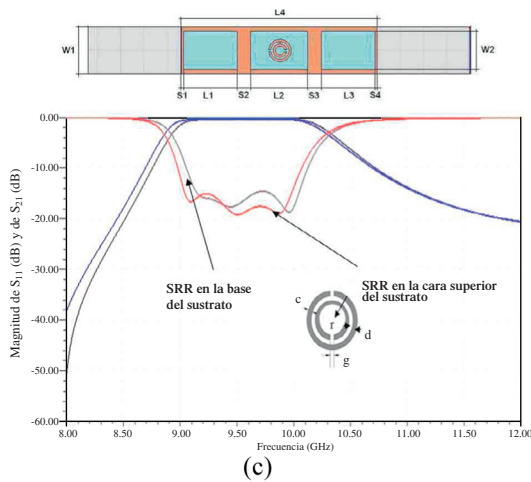 L4
W1
W2
S1 L1 S2 L2 S3 L3 S4
Magnitud de S11 (dB) y de S21 (dB)
0.00
-10.00
-20.00
-30.00
-40.00
-50.00
-60.00
SRR en la base
del sustrato
SRR en la cara superior
del sustrato
c
r
d
g
8.00 8.50 9.00 9.50 10.00 10.50 11.00 11.50 12.00
Frecuencia (GHz)
(c)